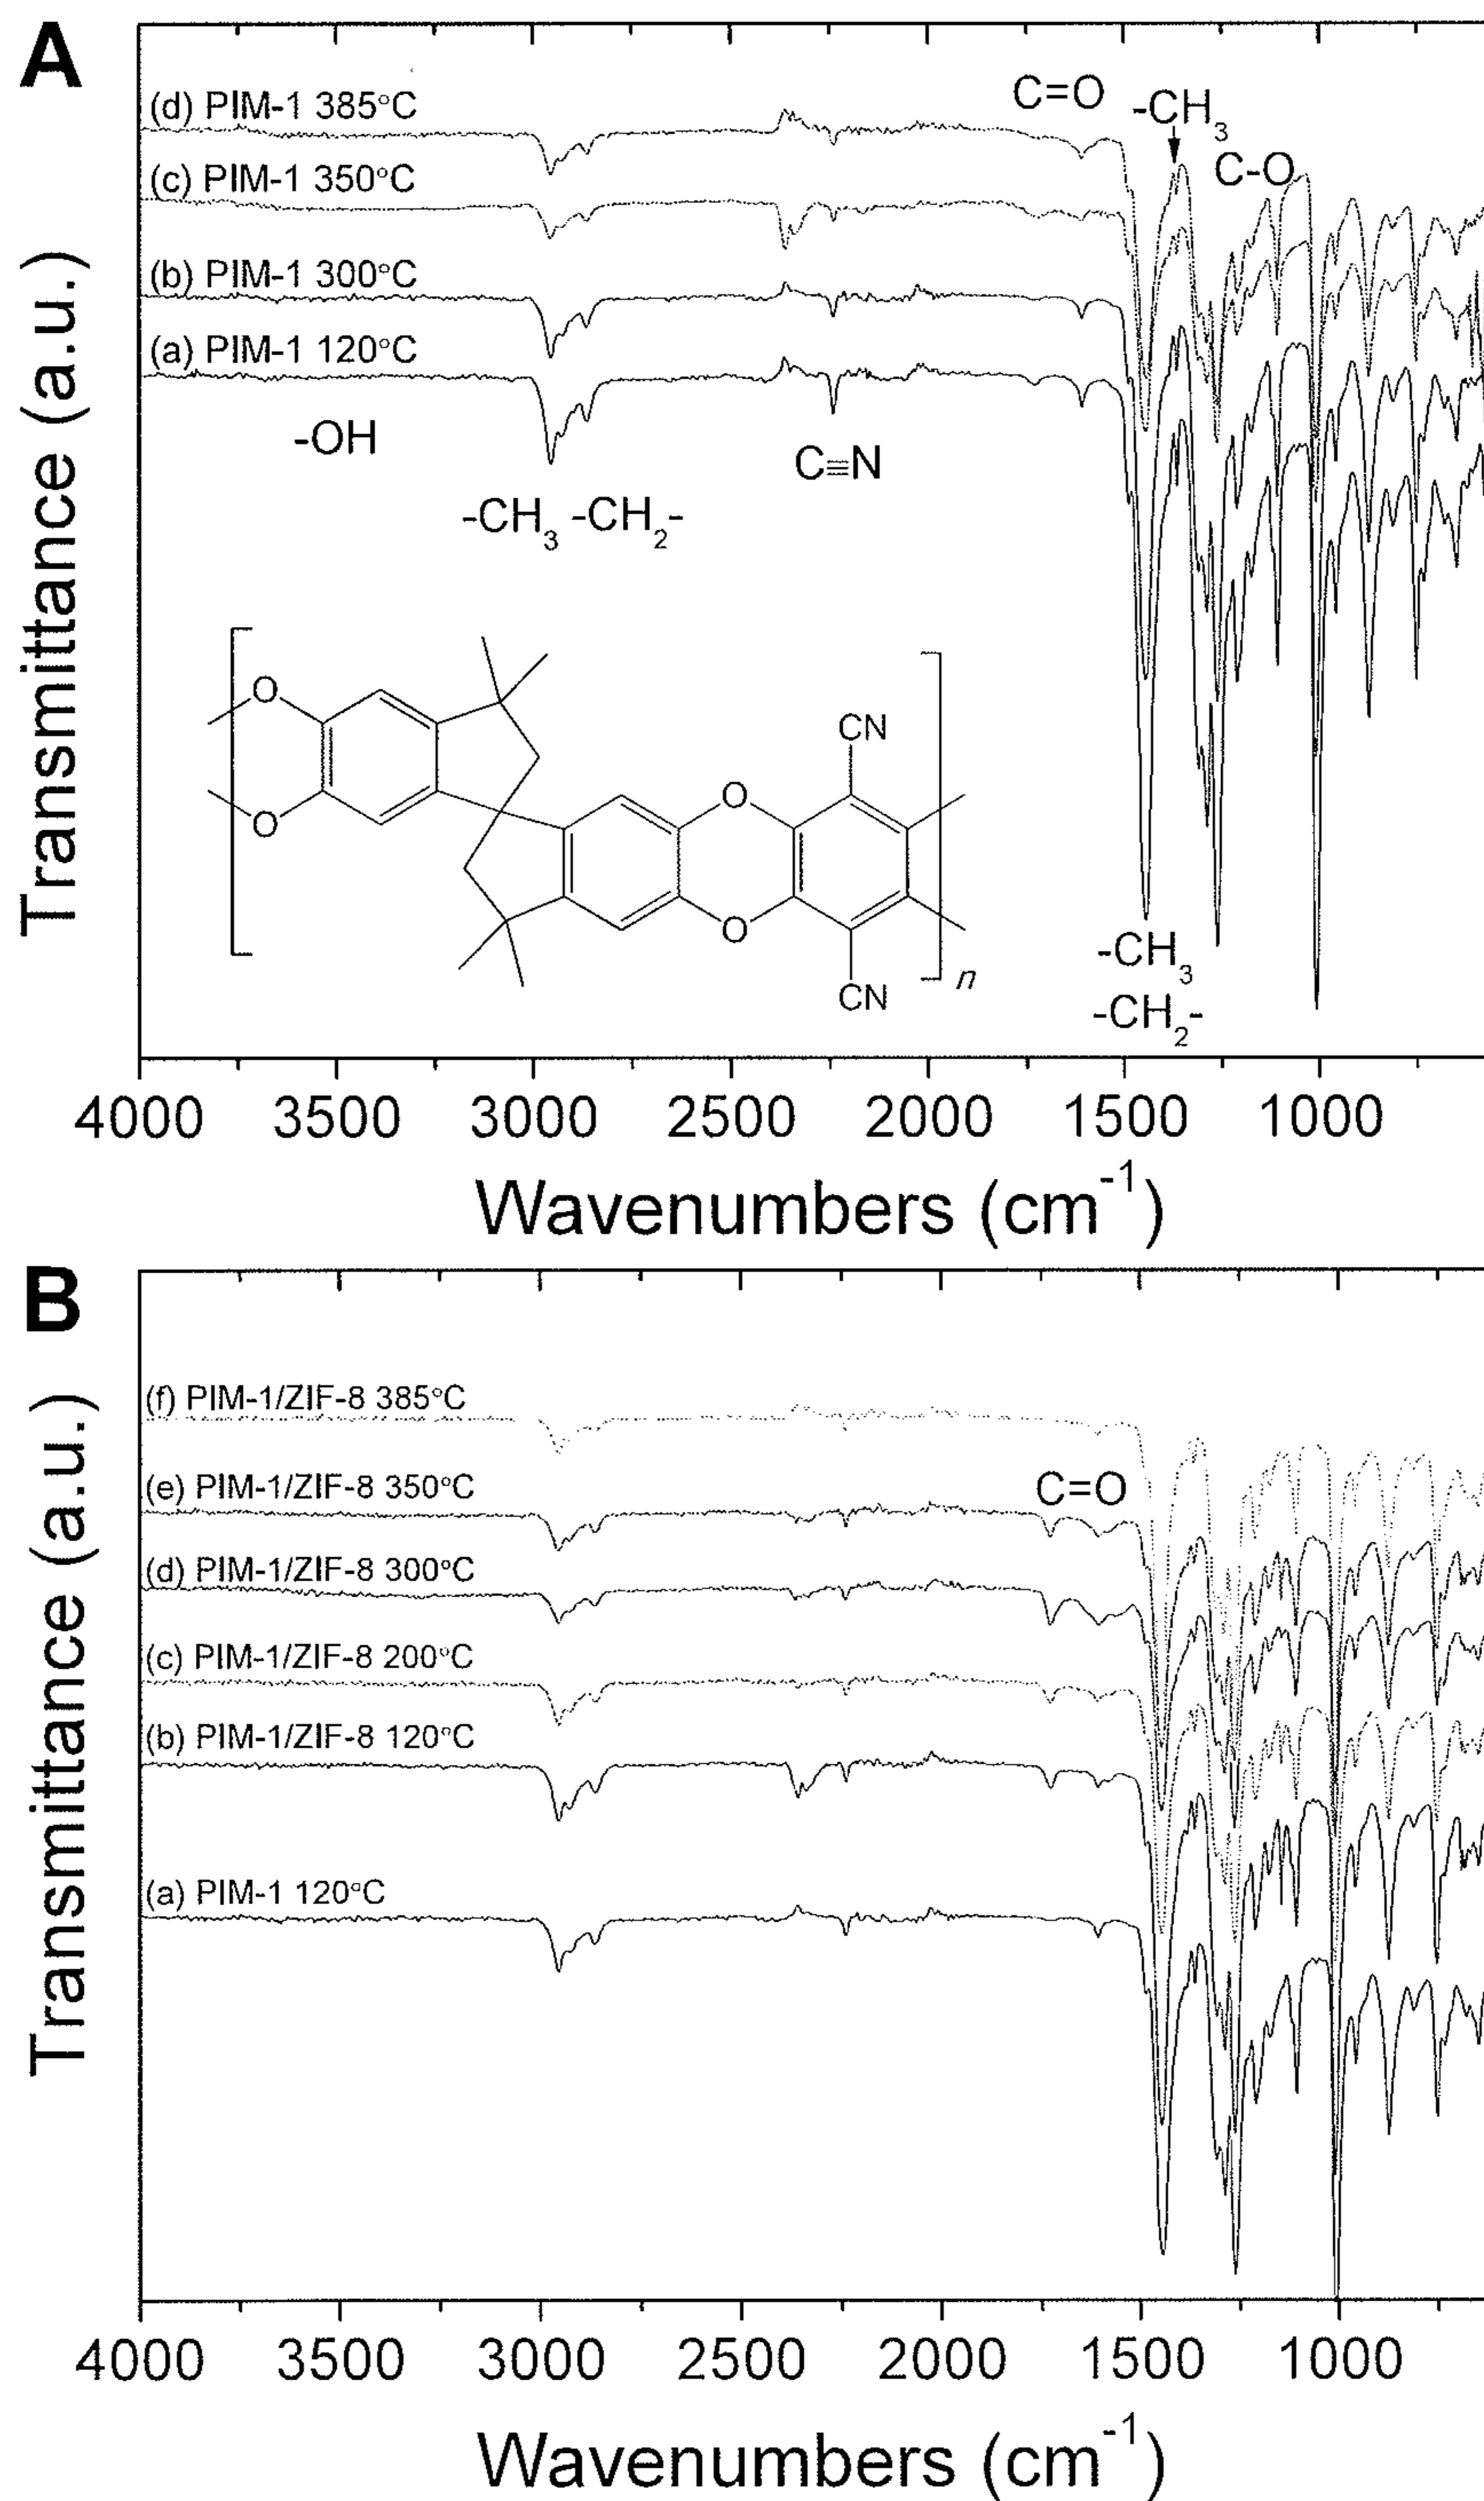 A
(d) PIM-1 385°C
C=O
-CH3
(c) PIM-1 350°C
C-O
(b) PIM-1 300°C
(a) PIM-1 120°C
-OH
C≡N
-CH3 -CH2-
Transmittance (a.u.)
O
CN
O
O
O
n
CN
-CH3
-CH2-
4000 3500 3000 2500 2000 1500 1000
Wavenumbers (cm-1)
B
(f) PIM-1/ZIF-8 385°C
(e) PIM-1/ZIF-8 350°C
C=O
(d) PIM-1/ZIF-8 300°C
(c) PIM-1/ZIF-8 200°C
(b) PIM-1/ZIF-8 120°C
(a) PIM-1 120°C
Transmittance (a.u.)
4000 3500 3000 2500 2000 1500 1000
Wavenumbers (cm-1)